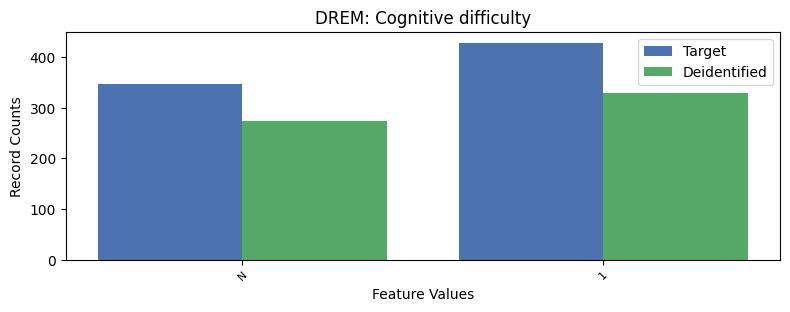 DREM: Cognitive difficulty
Target
Deidentified
Record Counts
400
300
200
100
0
N
1
Feature Values